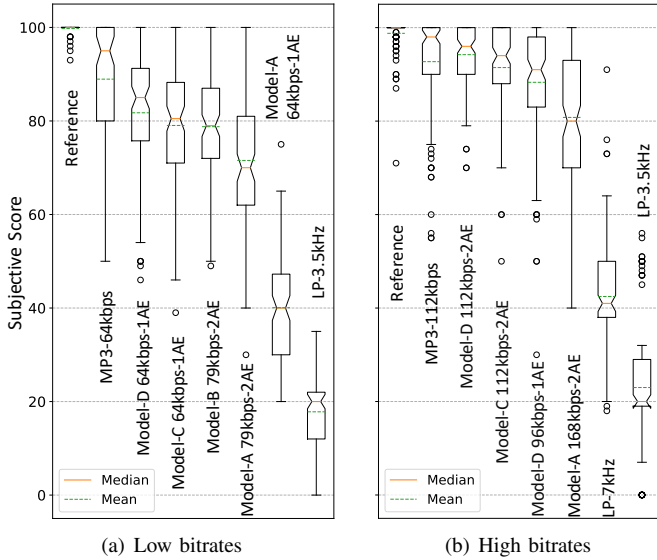 100
80
60
40
20
0
Subjective Score
Reference
MP3-64kbps
Model-D 64kbps-1AE
Model-C 64kbps-1AE
Model-B 79kbps-2AE
Model-A 79kbps-2AE
Model-A
64kbps-1AE
LP-3.5kHz
Median
Mean
(a) Low bitrates
Reference
MP3-112kbps
Model-D 112kbps-2AE
Model-C 112kbps-2AE
Model-D 96kbps-1AE
Model-A 168kbps-2AE
LP-7kHz
LP-3.5kHz
Median
Mean
(b) High bitrates